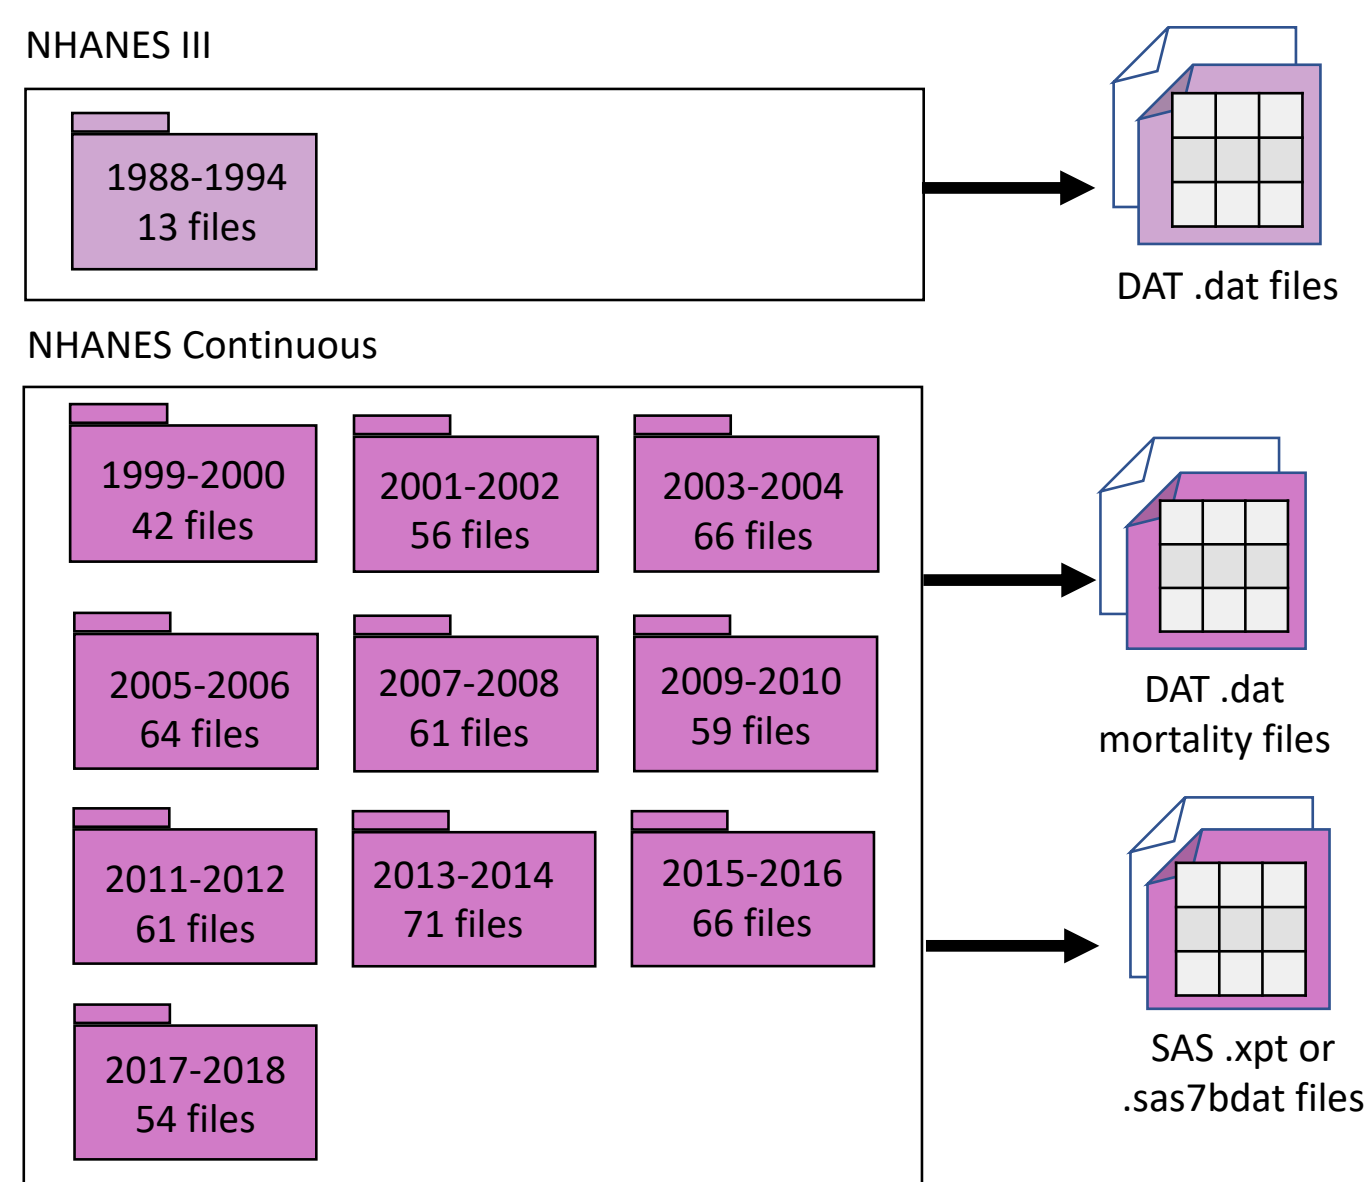 NHANES III
1988-1994
13 files
DAT .dat files
NHANES Continuous
1999-2000
42 files
2001-2002
56 files
2003-2004
66 files
2005-2006
64 files
2007-2008
61 files
2009-2010
59 files
2011-2012
61 files
2013-2014
71 files
2015-2016
66 files
2017-2018
54 files
DAT .dat
mortality files
SAS .xpt or
.sas7bdat files